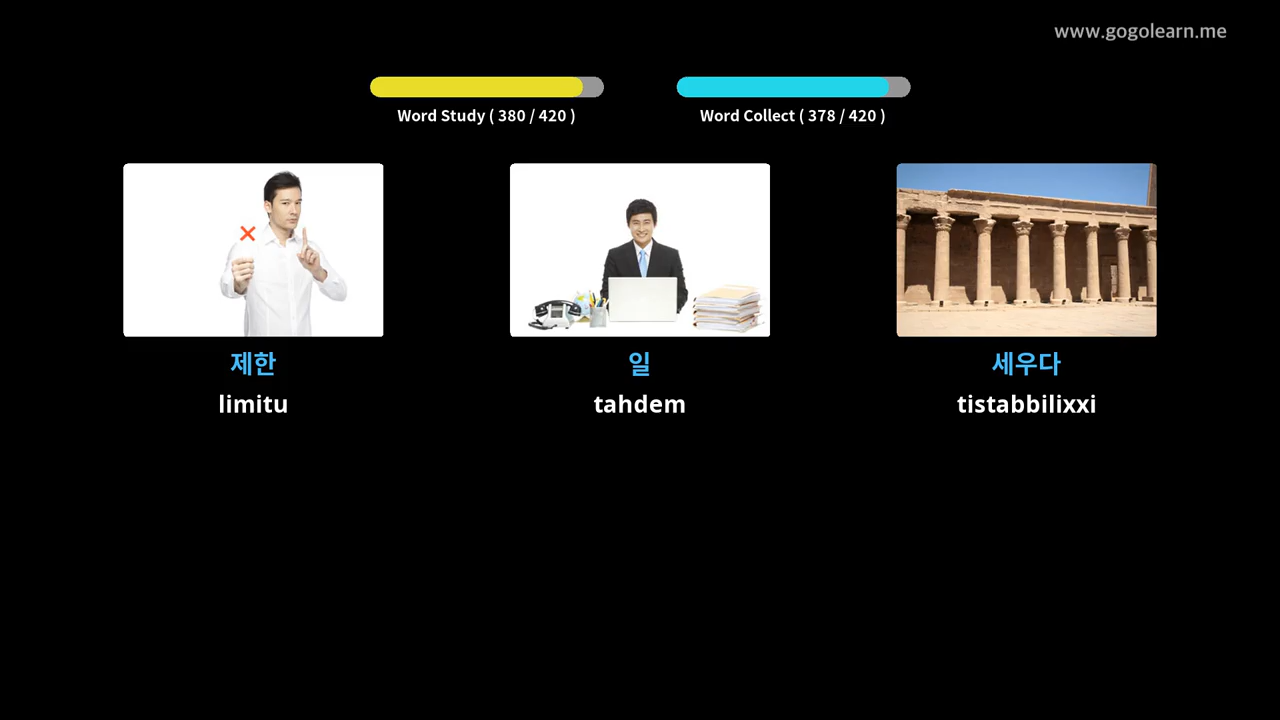 www.gogolearn.me
Word Study ( 380 / 420 )
Word Collect ( 378 / 420 )
제한
limitu
일
tahdem
세우다
tistabbilixxi